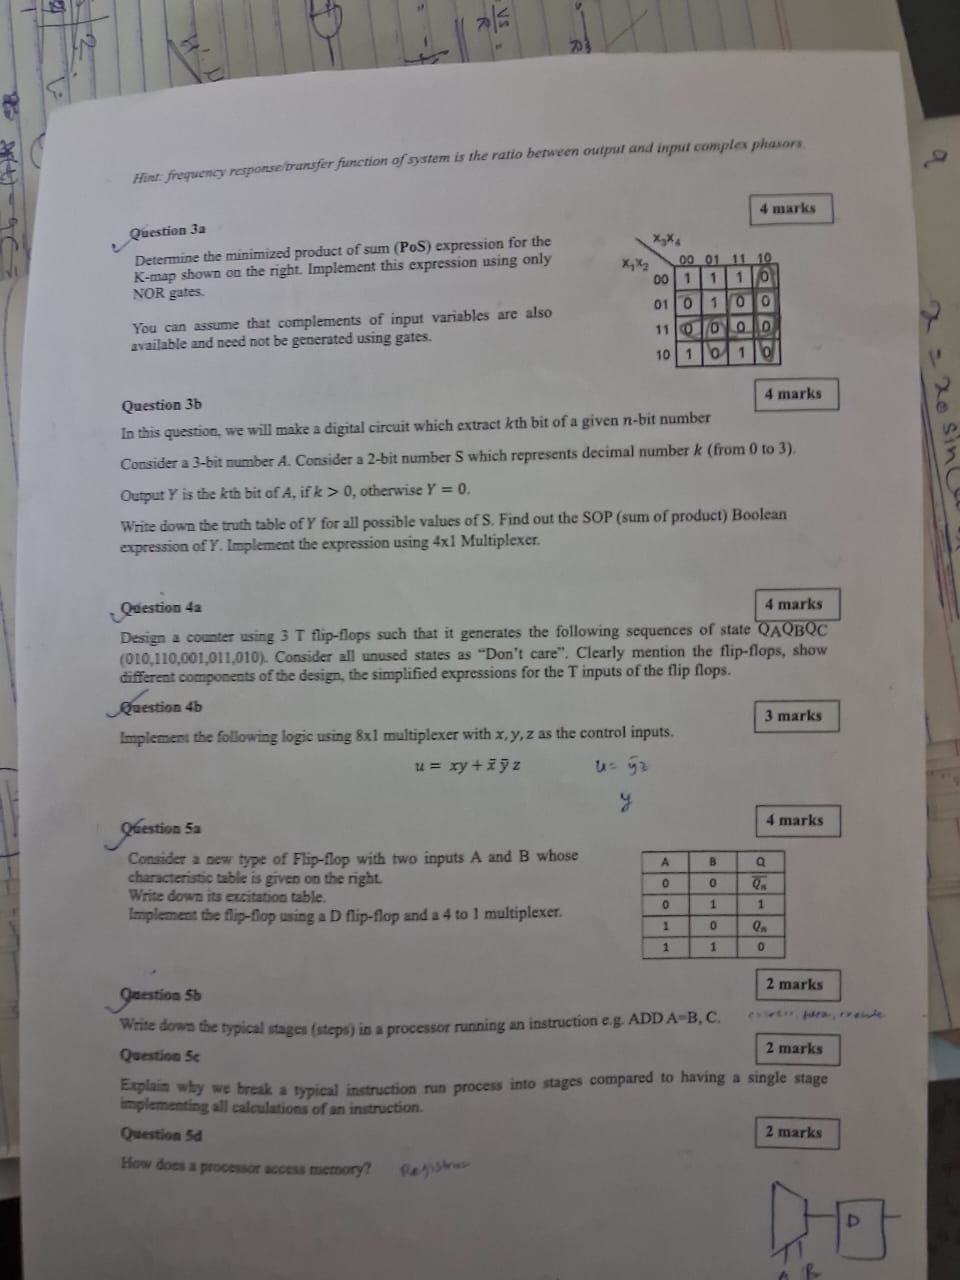 Hint: frequency response/transfer function of system is the ratio between output and input complex phasors.
4 marks
Question 3a
Determine the minimized product of sum (PoS) expression for the
K-map shown on the right. Implement this expression using only
NOR gates.
You can assume that complements of input variables are also
available and need not be generated using gates.
X₃X₄
X₁X₂ 00 01 11 10
00 1 1 1 0
01 0 1 0 0
11 0 0 0 0
10 1 0 1 0
4 marks
Question 3b
In this question, we will make a digital circuit which extract kth bit of a given n-bit number
Consider a 3-bit number A. Consider a 2-bit number S which represents decimal number k (from 0 to 3).
Output Y is the kth bit of A, if k > 0, otherwise Y = 0.
Write down the truth table of Y for all possible values of S. Find out the SOP (sum of product) Boolean
expression of Y. Implement the expression using 4x1 Multiplexer.
4 marks
Question 4a
Design a counter using 3 T flip-flops such that it generates the following sequences of state QAQBQC
(010,110,001,011,010). Consider all unused states as “Don’t care”. Clearly mention the flip-flops, show
different components of the design, the simplified expressions for the T inputs of the flip flops.
Question 4b
3 marks
Implement the following logic using 8x1 multiplexer with x, y, z as the control inputs.
u = xy + x̄ ȳ z
u = ȳz
y
4 marks
Question 5a
Consider a new type of Flip-flop with two inputs A and B whose
characteristic table is given on the right.
Write down its excitation table.
Implement the flip-flop using a D flip-flop and a 4 to 1 multiplexer.
A B Q
0 0 Q̄ₙ
0 1 1
1 0 Qₙ
1 1 0
2 marks
Question 5b
Write down the typical stages (steps) in a processor running an instruction e.g. ADD A=B, C.
2 marks
Question 5c
Explain why we break a typical instruction run process into stages compared to having a single stage
implementing all calculations of an instruction.
2 marks
Question 5d
How does a processor access memory?
D